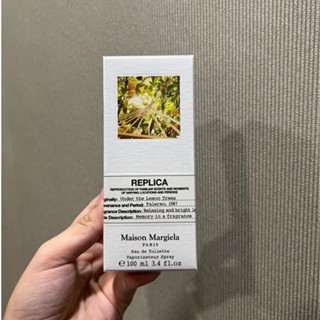 REPLICA
REPRODUCTION OF FAMILIAR SCENTS AND MOMENTS
OF VARYING LOCATIONS AND PERIODS
Under the Lemon Trees
and Period: Palermo, 1987
Fragrance Description: Relaxing and bright
Style Description: Memory in a fragrance
Maison Margiela
PARIS
Eau de Toilette
Vaporisateur Spray
℮ 100 ml 3.4 fl.oz